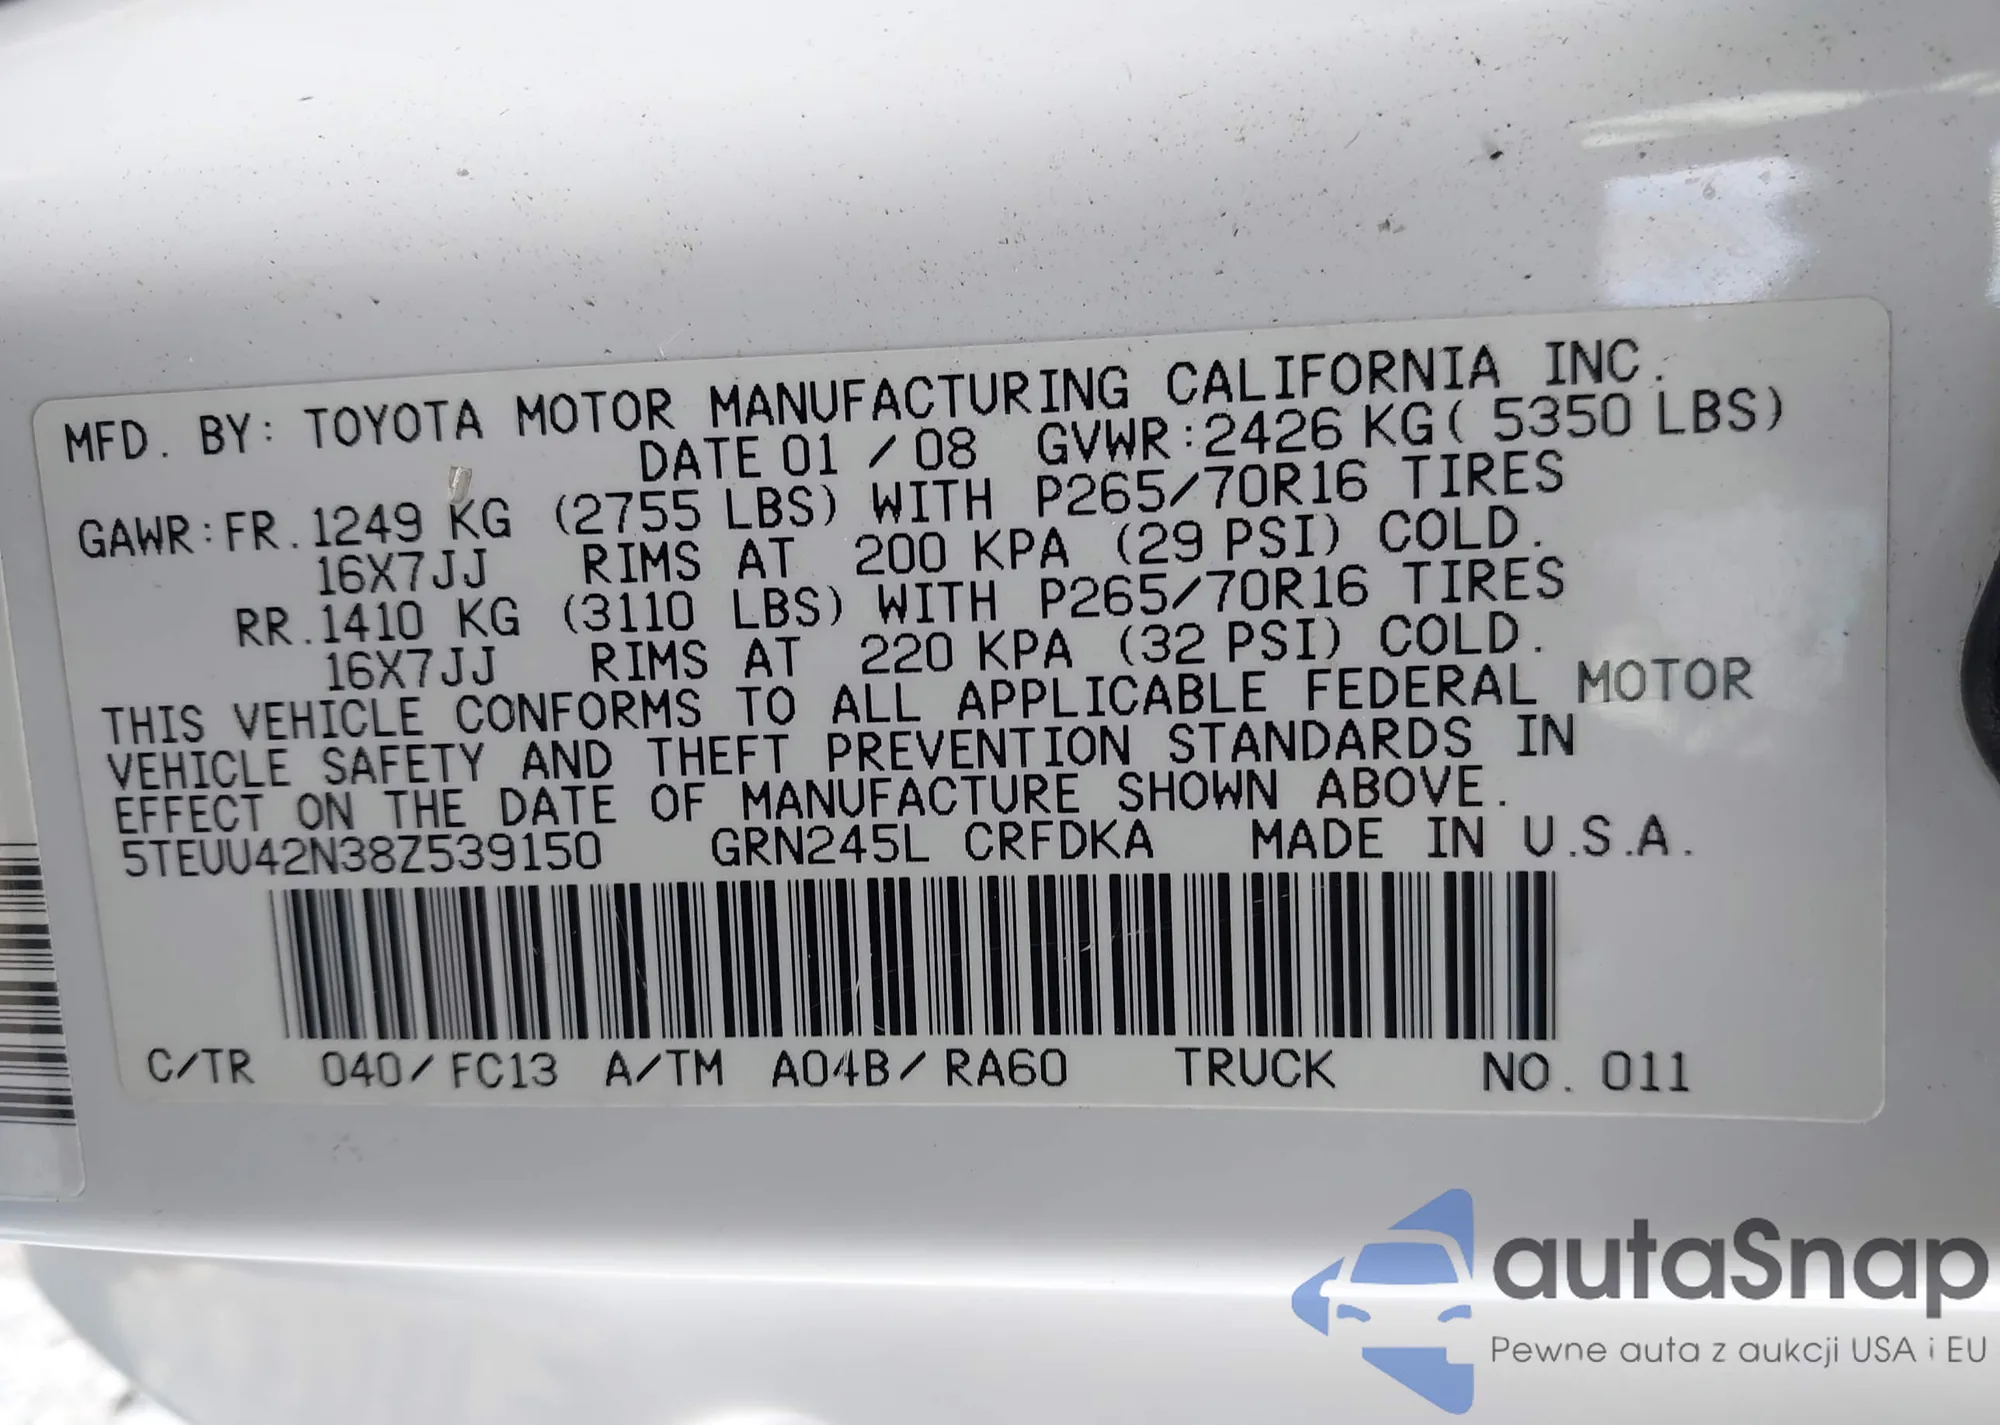 MFD. BY: TOYOTA MOTOR MANUFACTURING CALIFORNIA INC.
DATE 01 / 08 GVWR: 2426 KG( 5350 LBS)
GAWR: FR. 1249 KG (2755 LBS) WITH P265/70R16 TIRES
16X7JJ RIMS AT 200 KPA (29 PSI) COLD.
RR. 1410 KG (3110 LBS) WITH P265/70R16 TIRES
16X7JJ RIMS AT 220 KPA (32 PSI) COLD.
THIS VEHICLE CONFORMS TO ALL APPLICABLE FEDERAL MOTOR
VEHICLE SAFETY AND THEFT PREVENTION STANDARDS IN
EFFECT ON THE DATE OF MANUFACTURE SHOWN ABOVE.
5TEUU42N38Z539150 GRN245L CRFDKA MADE IN U.S.A.
C/TR 040/FC13 A/TM A04B/RA60 TRUCK NO. 011
autaSnap
Pewne auta z aukcji USA i EU